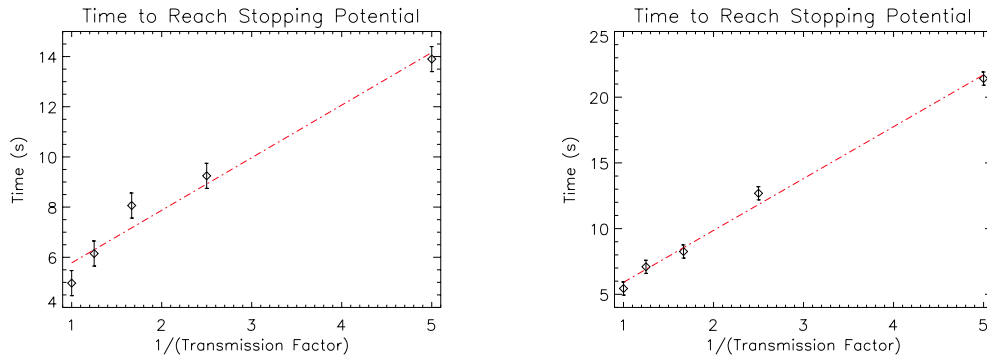 Time to Reach Stopping Potential
14
12
10
8
6
4
Time (s)
1 2 3 4 5
1/(Transmission Factor)
Time to Reach Stopping Potential
25
20
15
10
5
Time (s)
1 2 3 4 5
1/(Transmission Factor)